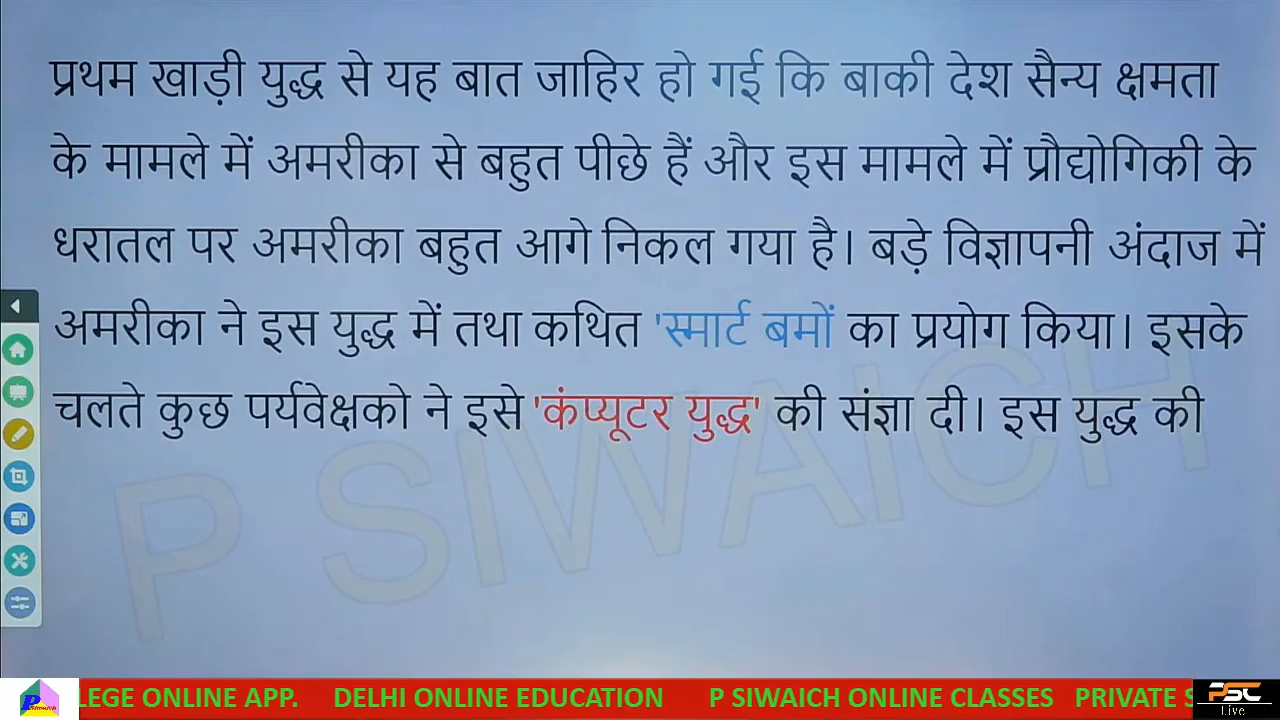 प्रथम खाड़ी युद्ध से यह बात जाहिर हो गई कि बाकी देश सैन्य क्षमता
के मामले में अमरीका से बहुत पीछे हैं और इस मामले में प्रौद्योगिकी के
धरातल पर अमरीका बहुत आगे निकल गया है। बड़े विज्ञापनी अंदाज में
अमरीका ने इस युद्ध में तथा कथित 'स्मार्ट बमों का प्रयोग किया। इसके
चलते कुछ पर्यवेक्षको ने इसे 'कंप्यूटर युद्ध' की संज्ञा दी। इस युद्ध की
P SIWAICH
LEGE ONLINE APP. DELHI ONLINE EDUCATION P SIWAICH ONLINE CLASSES PRIVATE S
PSC
Live